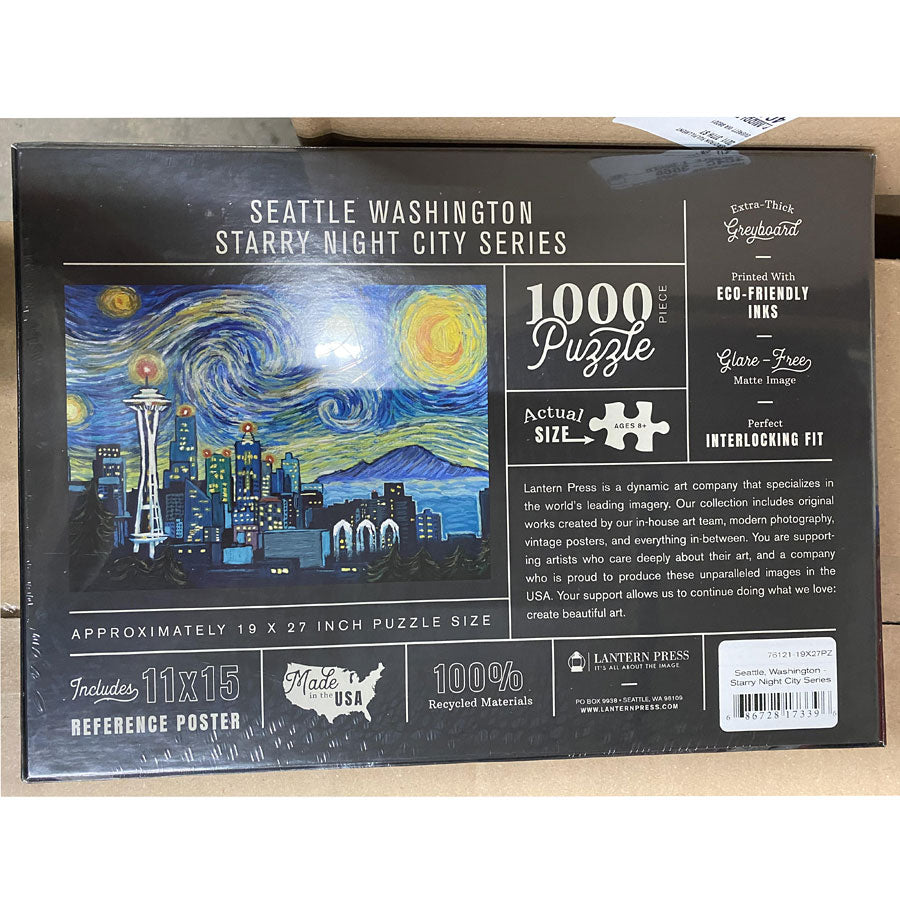 SEATTLE WASHINGTON
STARRY NIGHT CITY SERIES
1000
PIECE
Puzzle
Actual
SIZE
AGES 8+
Extra-Thick
Greyboard
Printed With
ECO-FRIENDLY
INKS
Glare-Free
Matte Image
Perfect
INTERLOCKING FIT
Lantern Press is a dynamic art company that specializes in
the world's leading imagery. Our collection includes original
works created by our in-house art team, modern photography,
vintage posters, and everything in-between. You are support-
ing artists who care deeply about their art, and a company
who is proud to produce these unparalleled images in the
USA. Your support allows us to continue doing what we love:
create beautiful art.
APPROXIMATELY 19 X 27 INCH PUZZLE SIZE
Includes 11X15
REFERENCE POSTER
Made
in the USA
100%
Recycled Materials
LANTERN PRESS
IT'S ALL ABOUT THE IMAGE.
PO BOX 9938 • SEATTLE, WA 98109
WWW.LANTERNPRESS.COM
76121-19X27PZ
Seattle, Washington -
Starry Night City Series
6 86728 17339 6